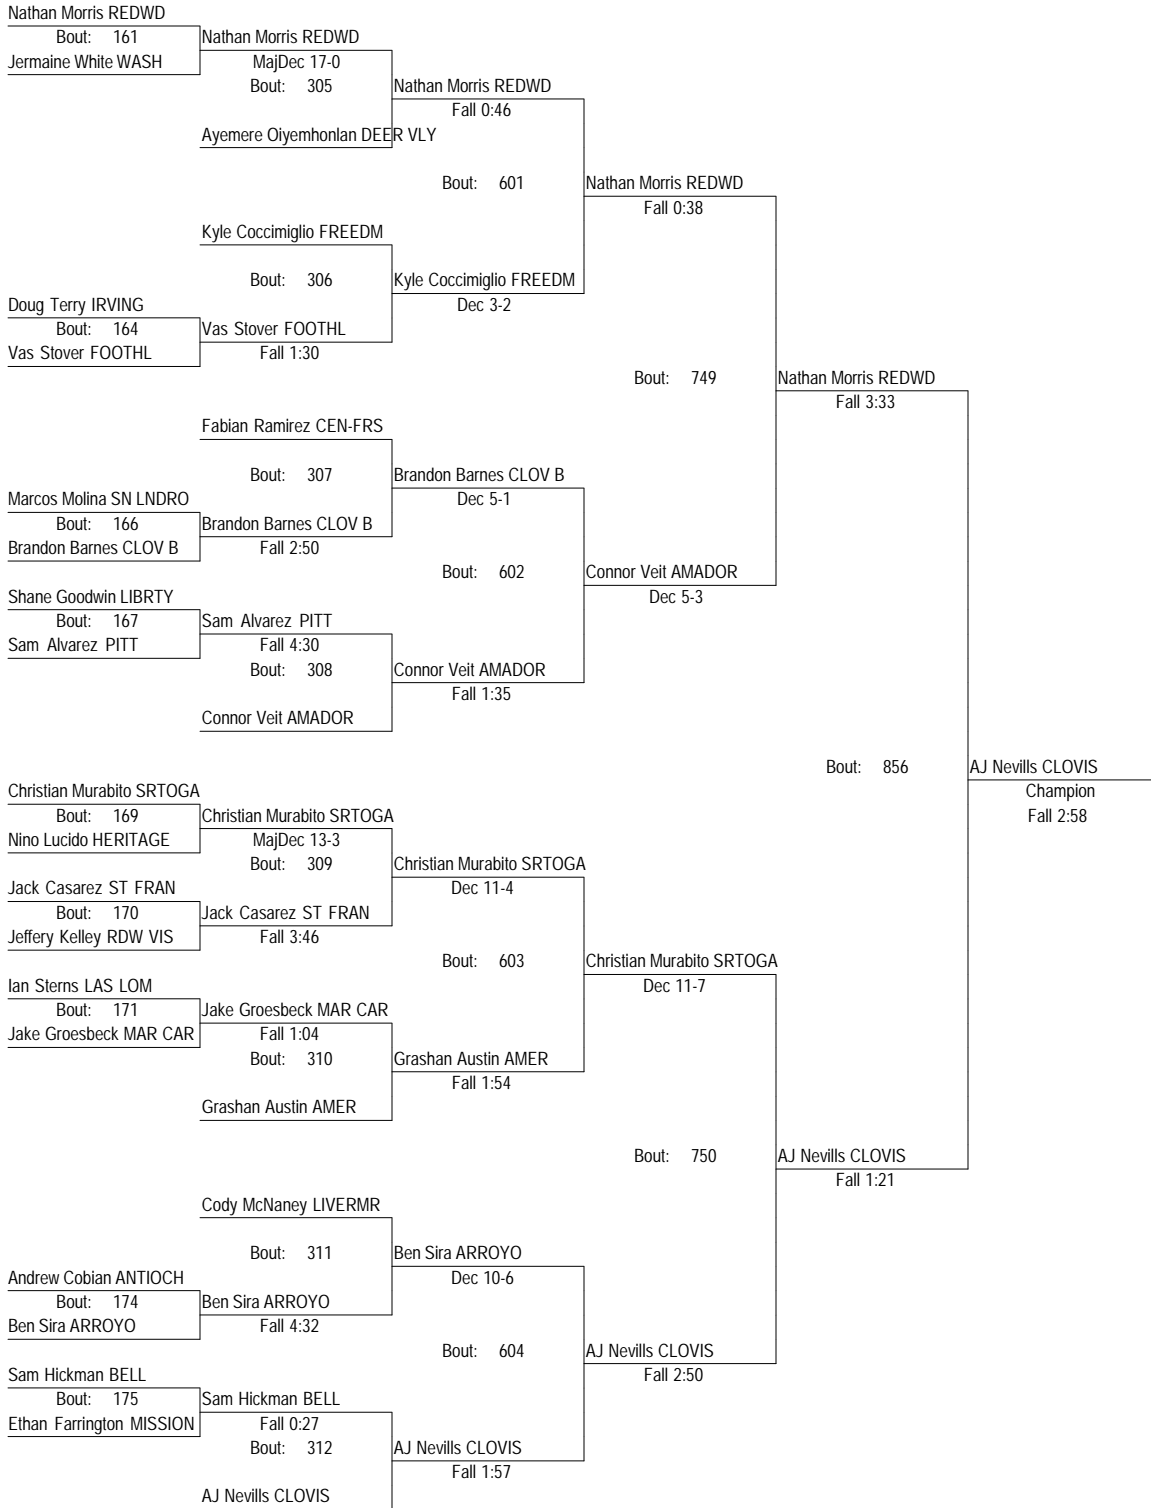 Nathan Morris REDWD
Bout: 161
Nathan Morris REDWD
Jermaine White WASH
MajDec 17-0
Bout: 305
Nathan Morris REDWD
Fall 0:46
Ayemere Oiyemhonlan DEER VLY
Bout: 601
Nathan Morris REDWD
Fall 0:38
Kyle Coccimiglio FREEDM
Bout: 306
Kyle Coccimiglio FREEDM
Dec 3-2
Doug Terry IRVING
Bout: 164
Vas Stover FOOTHL
Vas Stover FOOTHL
Fall 1:30
Bout: 749
Nathan Morris REDWD
Fall 3:33
Fabian Ramirez CEN-FRS
Bout: 307
Brandon Barnes CLOV B
Dec 5-1
Marcos Molina SN LNDRO
Bout: 166
Brandon Barnes CLOV B
Brandon Barnes CLOV B
Fall 2:50
Bout: 602
Connor Veit AMADOR
Dec 5-3
Shane Goodwin LIBRTY
Bout: 167
Sam Alvarez PITT
Sam Alvarez PITT
Fall 4:30
Bout: 308
Connor Veit AMADOR
Fall 1:35
Connor Veit AMADOR
Bout: 856
AJ Nevills CLOVIS
Champion
Fall 2:58
Christian Murabito SRTOGA
Bout: 169
Christian Murabito SRTOGA
Nino Lucido HERITAGE
MajDec 13-3
Bout: 309
Christian Murabito SRTOGA
Dec 11-4
Jack Casarez ST FRAN
Bout: 170
Jack Casarez ST FRAN
Jeffery Kelley RDW VIS
Fall 3:46
Bout: 603
Christian Murabito SRTOGA
Dec 11-7
Ian Sterns LAS LOM
Bout: 171
Jake Groesbeck MAR CAR
Jake Groesbeck MAR CAR
Fall 1:04
Bout: 310
Grashan Austin AMER
Fall 1:54
Grashan Austin AMER
Bout: 750
AJ Nevills CLOVIS
Fall 1:21
Cody McNaney LIVERMR
Bout: 311
Ben Sira ARROYO
Dec 10-6
Andrew Cobian ANTIOCH
Bout: 174
Ben Sira ARROYO
Ben Sira ARROYO
Fall 4:32
Bout: 604
AJ Nevills CLOVIS
Fall 2:50
Sam Hickman BELL
Bout: 175
Sam Hickman BELL
Ethan Farrington MISSION
Fall 0:27
Bout: 312
AJ Nevills CLOVIS
Fall 1:57
AJ Nevills CLOVIS